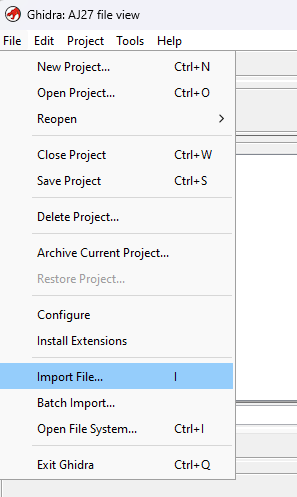 Ghidra: AJ27 file view
File Edit Project Tools Help
New Project... Ctrl+N
Open Project... Ctrl+O
Reopen
Close Project Ctrl+W
Save Project Ctrl+S
Delete Project...
Archive Current Project...
Restore Project...
Configure
Install Extensions
Import File... I
Batch Import...
Open File System... Ctrl+I
Exit Ghidra Ctrl+Q